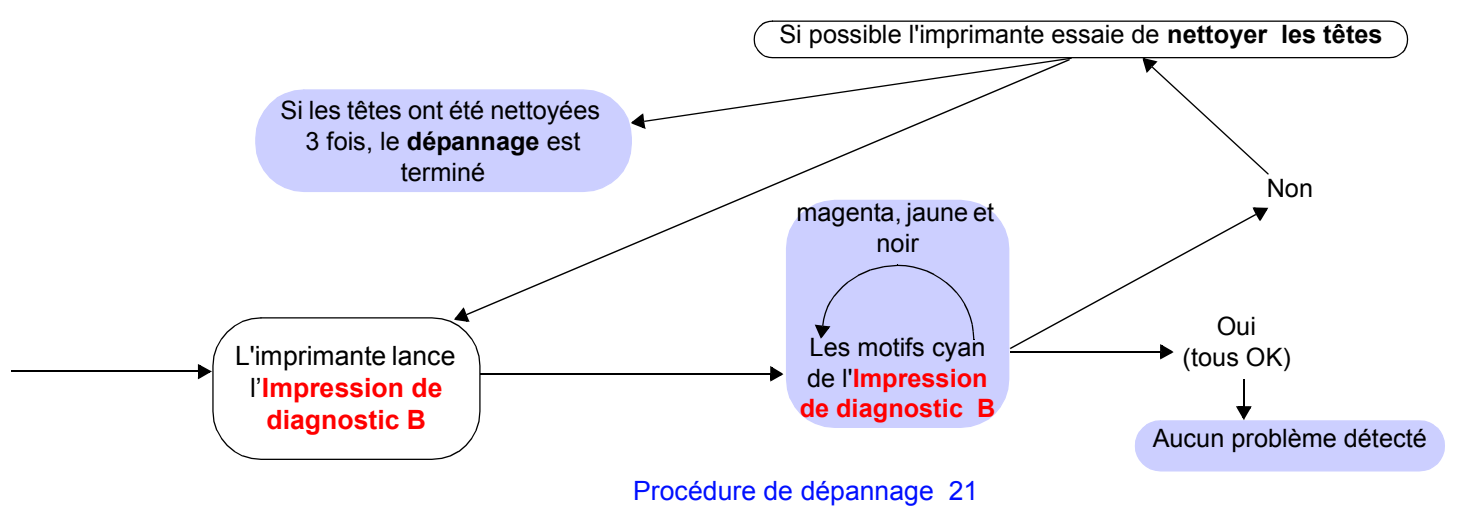 Si possible l'imprimante essaie de nettoyer les têtes
Si les têtes ont été nettoyées
3 fois, le dépannage est
terminé
Non
magenta, jaune et
noir
L'imprimante lance
l’Impression de
diagnostic B
Les motifs cyan
de l'Impression
de diagnostic B
Oui
(tous OK)
Aucun problème détecté
Procédure de dépannage 21